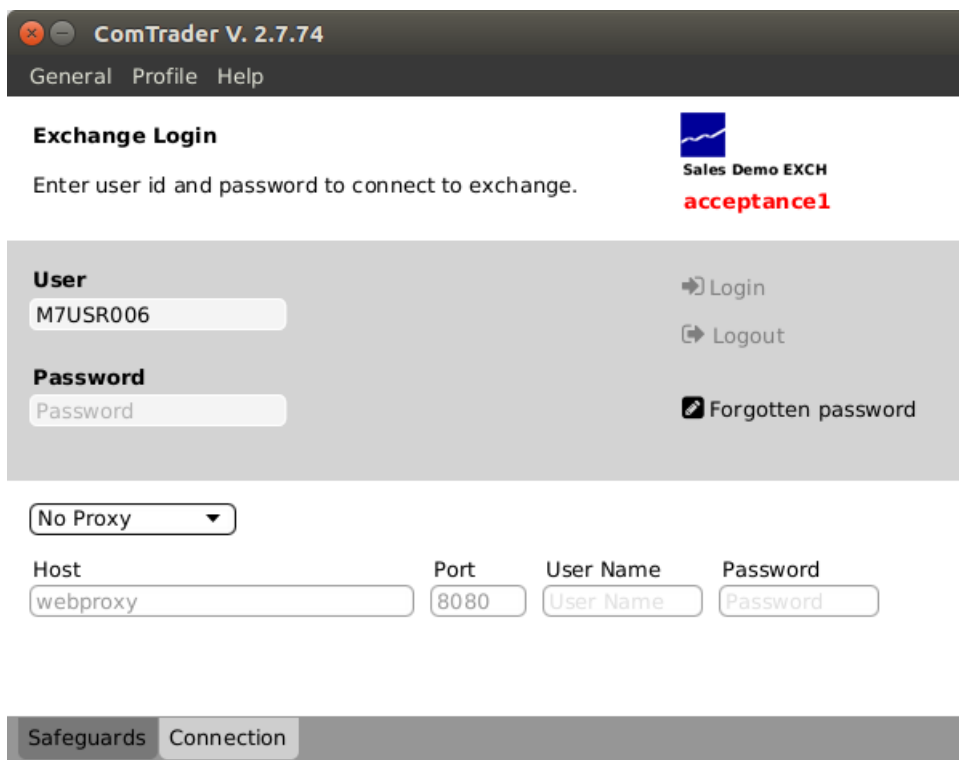 ComTrader V. 2.7.74
General Profile Help
Exchange Login
Enter user id and password to connect to exchange.
Sales Demo EXCH
acceptance1
User
M7USR006
Login
Logout
Password
Password
Forgotten password
No Proxy
Host Port User Name Password
webproxy 8080 User Name Password
Safeguards Connection